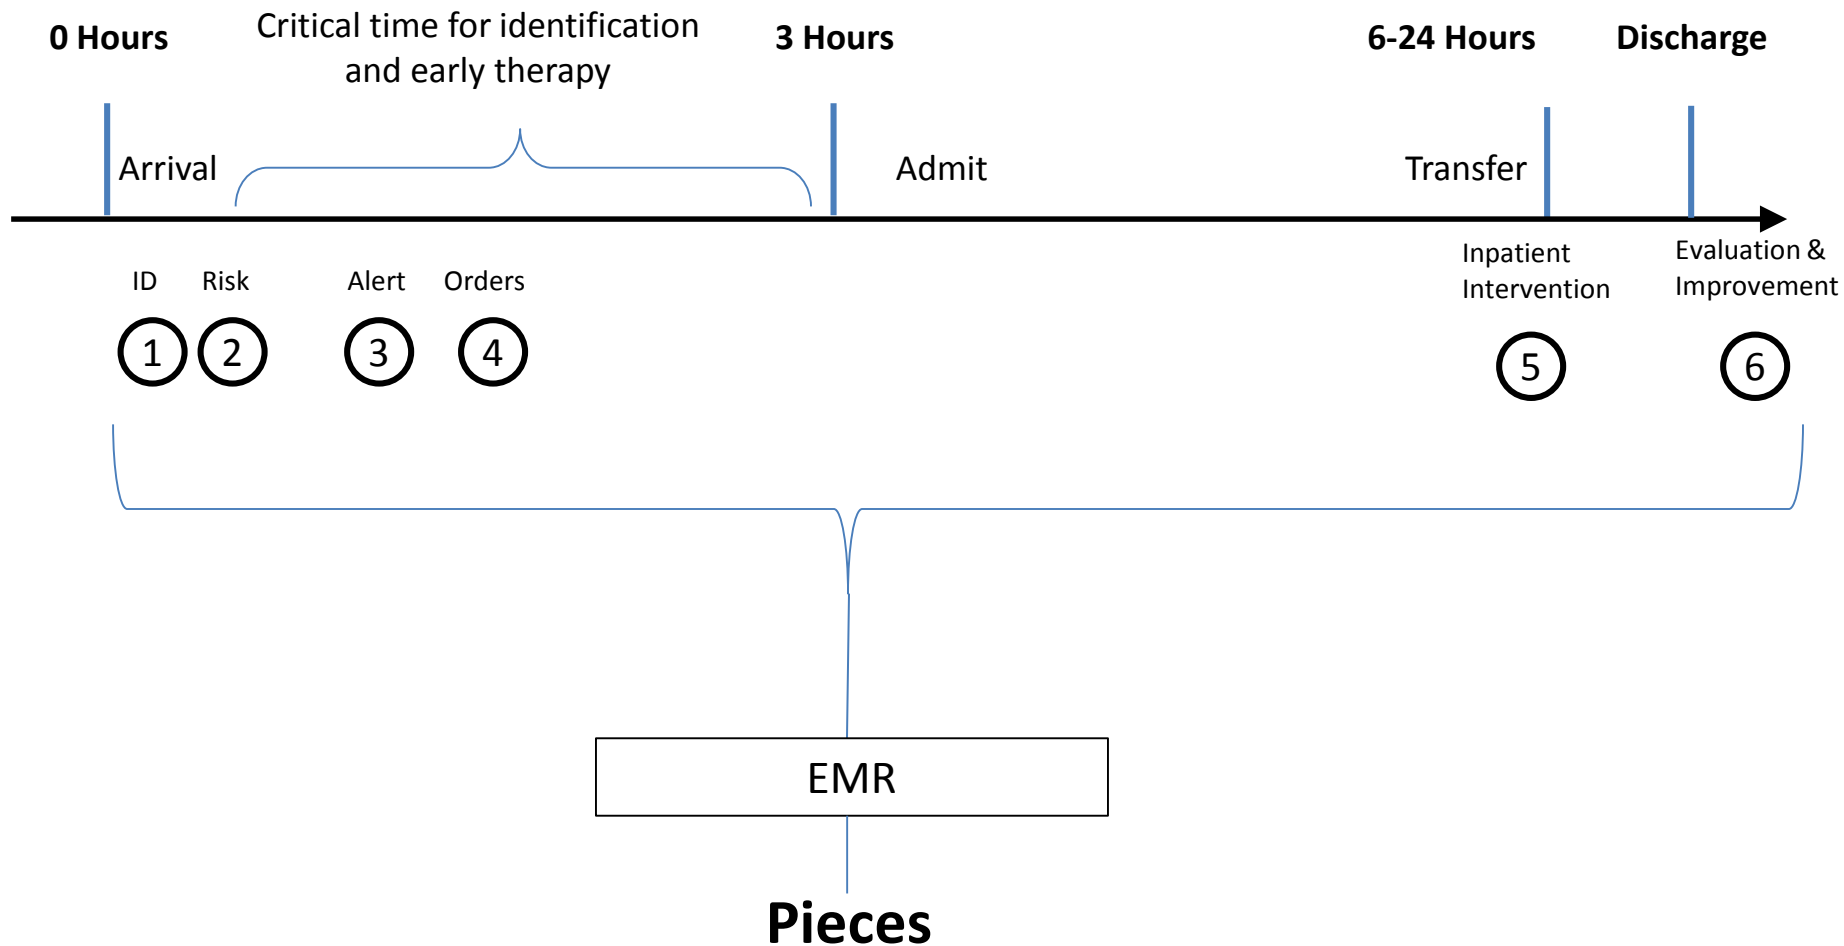 0 Hours
Critical time for identification
and early therapy
3 Hours
6-24 Hours
Discharge
Arrival
Admit
Transfer
ID
Risk
Alert
Orders
Inpatient
Intervention
Evaluation &
Improvement
1
2
3
4
5
6
EMR
Pieces